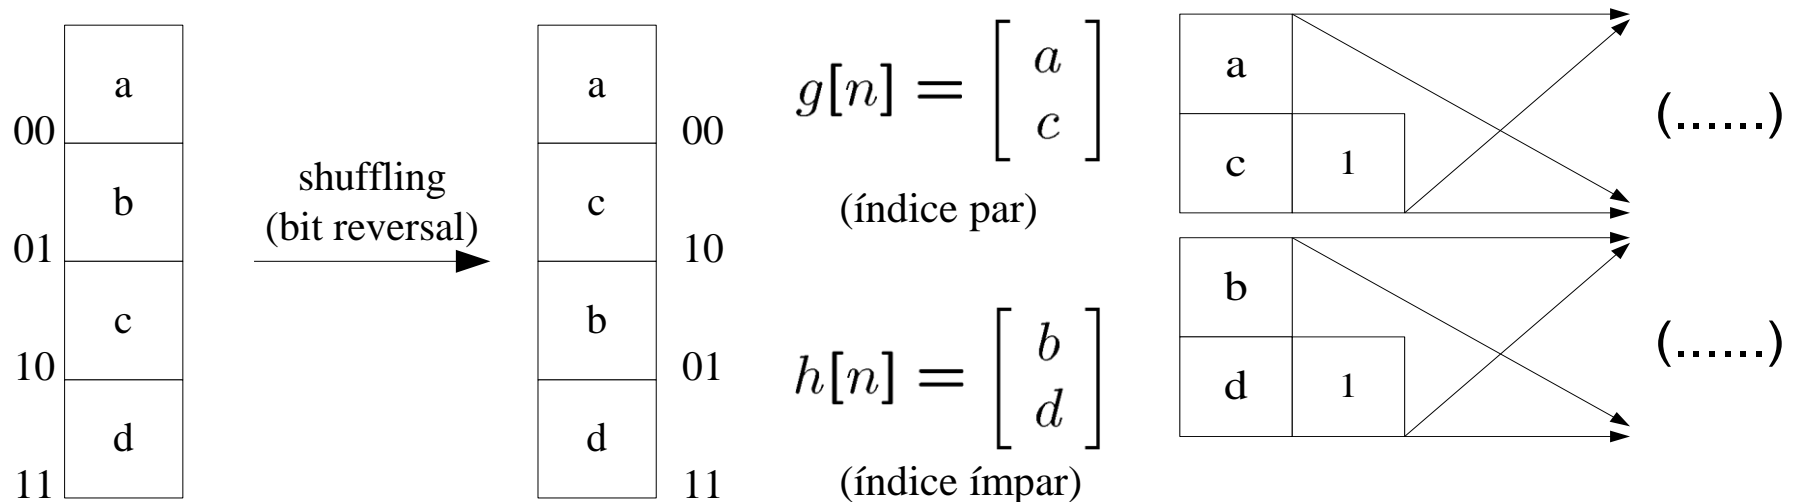 a
00
b
01
c
10
d
11
shuffling
(bit reversal)
a
00
c
10
b
01
d
11
g[n] = [ a c ]
(índice par)
h[n] = [ b d ]
(índice ímpar)
a
c 1
(......)
b
d 1
(......)